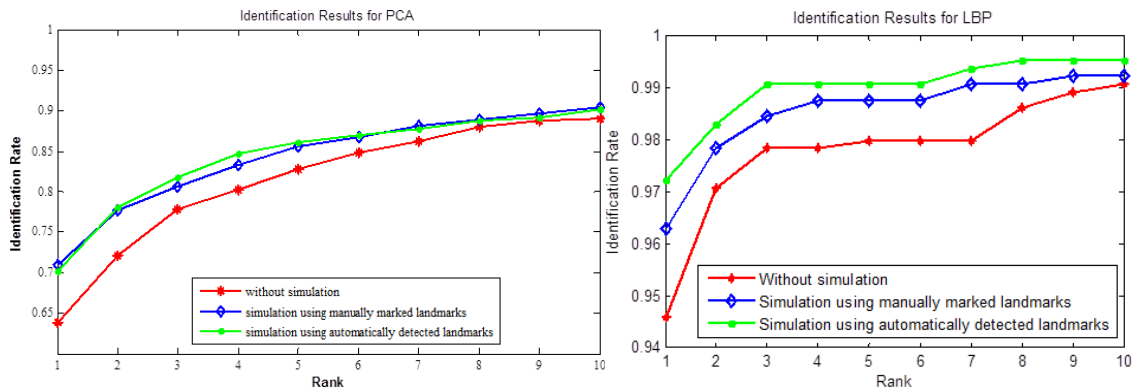 Identification Results for PCA
1
0.95
0.9
0.85
0.8
0.75
0.7
0.65
Identification Rate
without simulation
simulation using manually marked landmarks
simulation using automatically detected landmarks
1 2 3 4 5 6 7 8 9 10
Rank
Identification Results for LBP
1
0.99
0.98
0.97
0.96
0.95
0.94
Identification Rate
Without simulation
Simulation using manually marked landmarks
Simulation using automatically detected landmarks
1 2 3 4 5 6 7 8 9 10
Rank